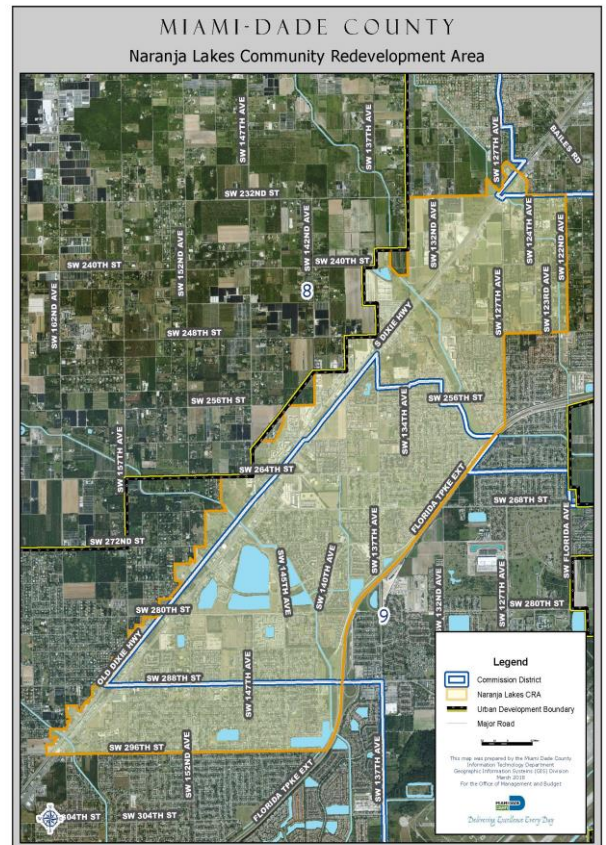 MIAMI-DADE COUNTY
Naranja Lakes Community Redevelopment Area
SW 147TH AVE
SW 137TH AVE
SW 127TH AVE
BAILES RD
SW 232ND ST
SW 152ND AVE
SW 142ND AVE
SW 132ND AVE
SW 124TH AVE
SW 122ND AVE
SW 240TH ST
SW 240TH ST
8
SW 162ND AVE
SW 127TH AVE
SW 123RD AVE
SW 248TH ST
S DIXIE HWY
SW 256TH ST
SW 134TH AVE
SW 256TH ST
SW 157TH AVE
SW 264TH ST
FLORIDA TPKE EXT
SW 268TH ST
SW FLORIDA AVE
SW 272ND ST
SW 145TH AVE
SW 140TH AVE
SW 137TH AVE
SW 132ND AVE
SW 127TH AVE
SW 280TH ST
SW 280TH ST
9
OLD DIXIE HWY
SW 288TH ST
SW 147TH AVE
SW 296TH ST
SW 152ND AVE
FLORIDA TPKE EXT
SW 137TH AVE
304TH ST
SW 304TH ST
Legend
Commission District
Naranja Lakes CRA
Urban Development Boundary
Major Road
This map was prepared by the Miami Dade County
Information Technology Department
Geographic Information Systems (GIS) Division
March 2018
For the Office of Management and Budget
MIAMI-DADE
COUNTY
Delivering Excellence Every Day